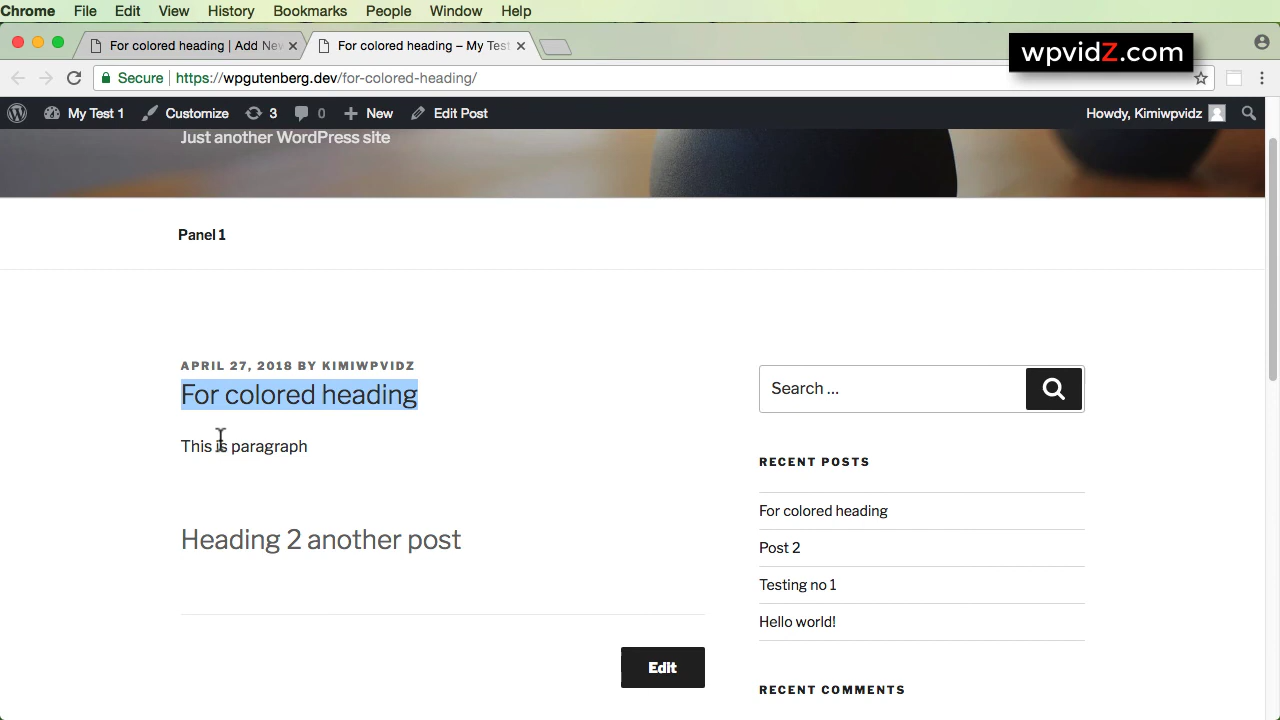 Chrome File Edit View History Bookmarks People Window Help
For colored heading | Add Ne
For colored heading – My Tes
wpvidZ.com
Secure https://wpgutenberg.dev/for-colored-heading/
My Test 1 Customize 3 0 New Edit Post Howdy, Kimiwpvidz
Just another WordPress site
Panel 1
APRIL 27, 2018 BY KIMIWPVIDZ
For colored heading
This is paragraph
Heading 2 another post
Edit
Search …
RECENT POSTS
For colored heading
Post 2
Testing no 1
Hello world!
RECENT COMMENTS